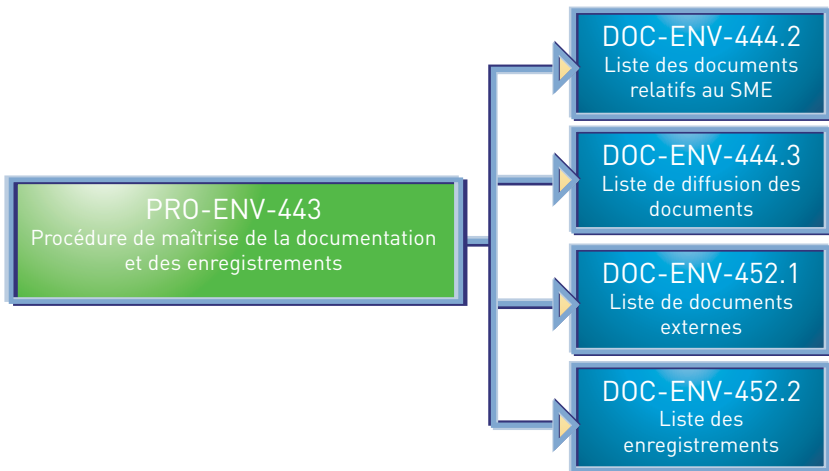 DOC-ENV-444.2
Liste des documents
relatifs au SME
DOC-ENV-444.3
Liste de diffusion des
documents
PRO-ENV-443
Procédure de maîtrise de la documentation
et des enregistrements
DOC-ENV-452.1
Liste de documents
externes
DOC-ENV-452.2
Liste des
enregistrements